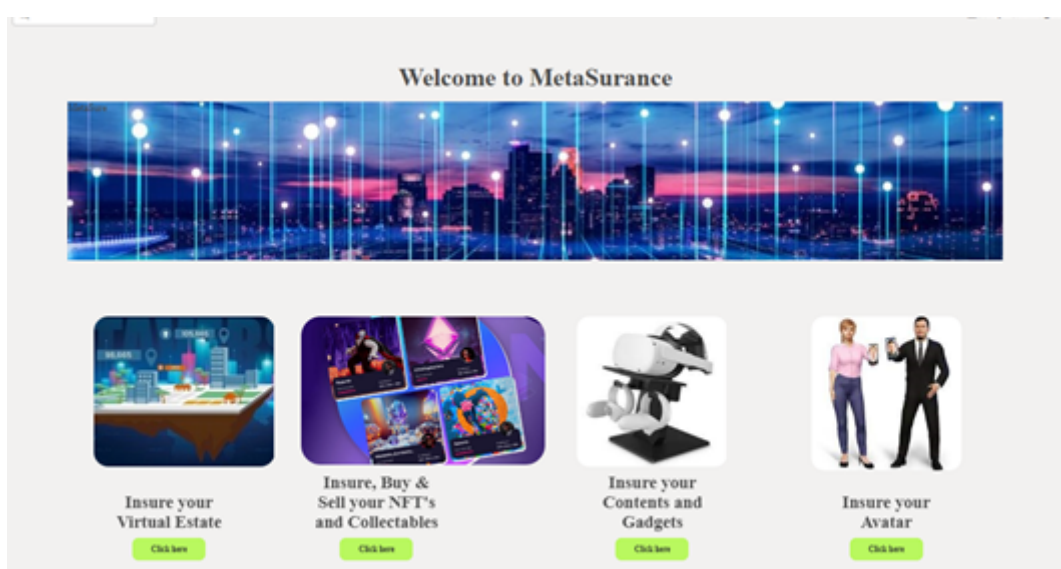 Welcome to MetaSurance
Insure your
Virtual Estate
Click here
Insure, Buy &
Sell your NFT's
and Collectables
Click here
Insure your
Contents and
Gadgets
Click here
Insure your
Avatar
Click here